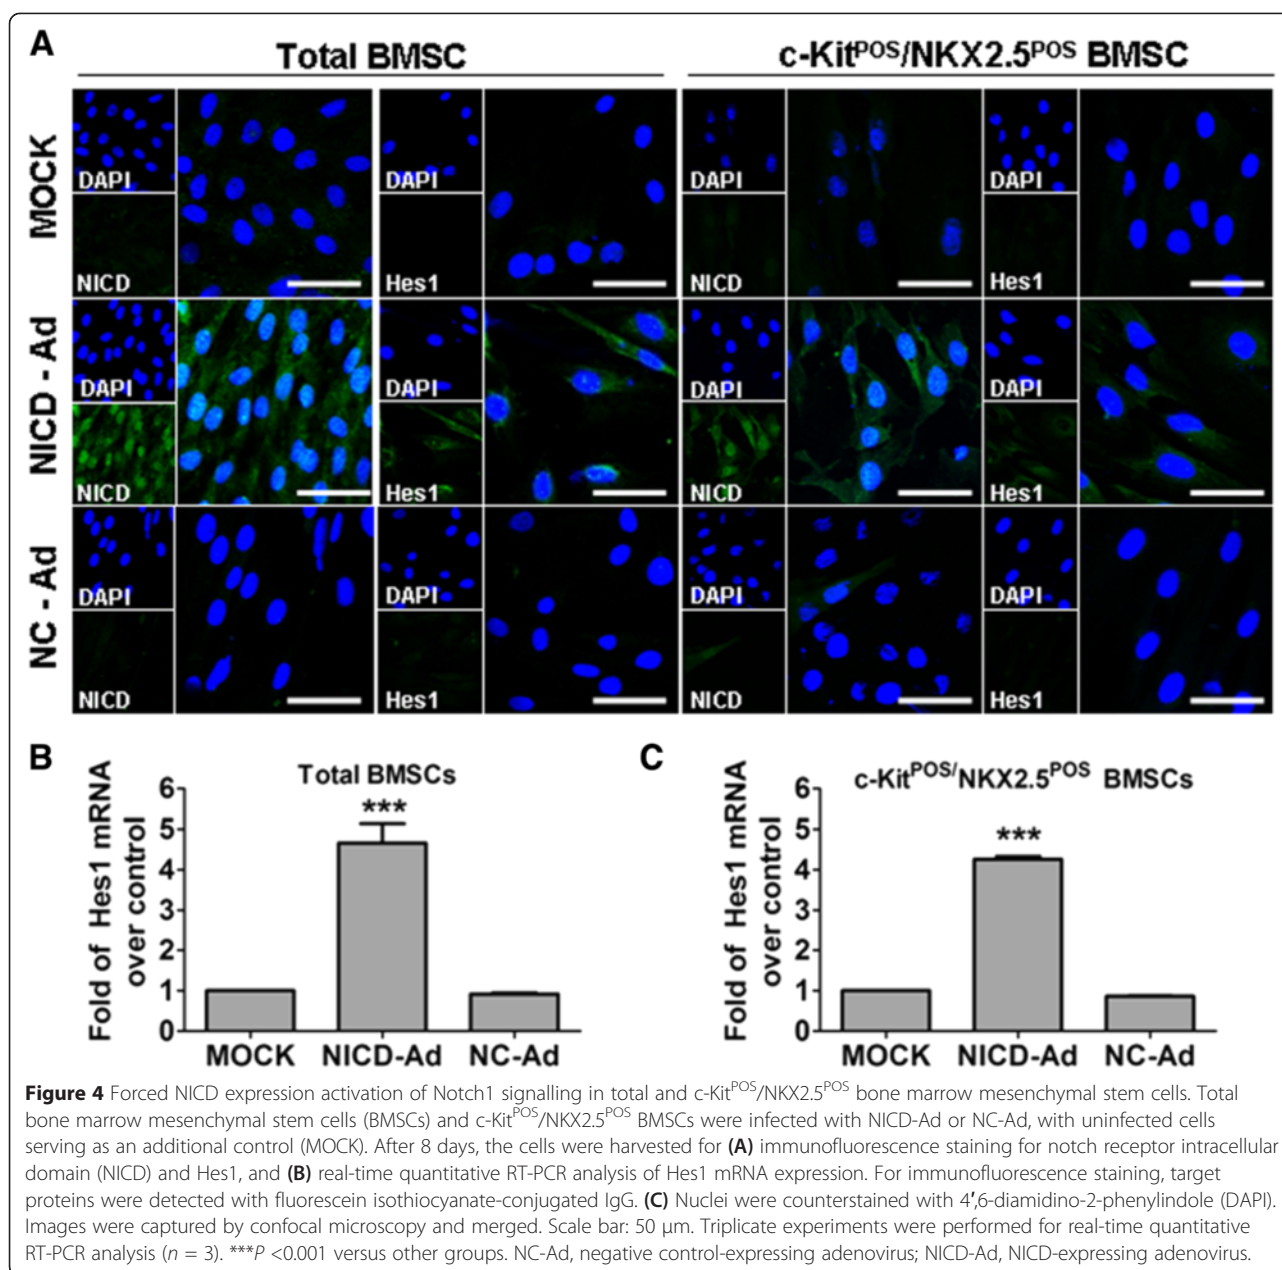 A
Total BMSC
c-Kit^POS/NKX2.5^POS BMSC
MOCK
DAPI
NICD
DAPI
Hes1
DAPI
NICD
DAPI
Hes1
NICD - Ad
DAPI
NICD
DAPI
Hes1
DAPI
NICD
DAPI
Hes1
NC - Ad
DAPI
NICD
DAPI
Hes1
DAPI
NICD
DAPI
Hes1
B
Total BMSCs
Fold of Hes1 mRNA
over control
6
5
4
3
2
1
0
***
MOCK NICD-Ad NC-Ad
C
c-Kit^POS/NKX2.5^POS BMSCs
Fold of Hes1 mRNA
over control
6
5
4
3
2
1
0
***
MOCK NICD-Ad NC-Ad
Figure 4 Forced NICD expression activation of Notch1 signalling in total and c-Kit^POS/NKX2.5^POS bone marrow mesenchymal stem cells. Total
bone marrow mesenchymal stem cells (BMSCs) and c-Kit^POS/NKX2.5^POS BMSCs were infected with NICD-Ad or NC-Ad, with uninfected cells
serving as an additional control (MOCK). After 8 days, the cells were harvested for (A) immunofluorescence staining for notch receptor intracellular
domain (NICD) and Hes1, and (B) real-time quantitative RT-PCR analysis of Hes1 mRNA expression. For immunofluorescence staining, target
proteins were detected with fluorescein isothiocyanate-conjugated IgG. (C) Nuclei were counterstained with 4′,6-diamidino-2-phenylindole (DAPI).
Images were captured by confocal microscopy and merged. Scale bar: 50 μm. Triplicate experiments were performed for real-time quantitative
RT-PCR analysis (n = 3). ***P <0.001 versus other groups. NC-Ad, negative control-expressing adenovirus; NICD-Ad, NICD-expressing adenovirus.